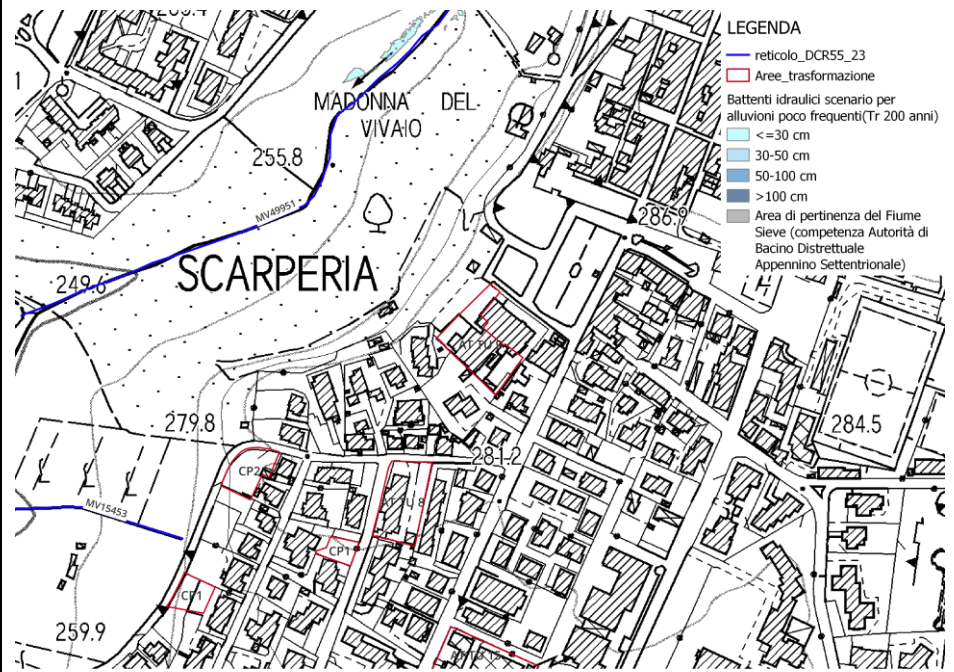 LEGENDA
reticolo_DCR55_23
Aree_trasformazione
Battenti idraulici scenario per
alluvioni poco frequenti(Tr 200 anni)
<=30 cm
30-50 cm
50-100 cm
>100 cm
Area di pertinenza del Fiume
Sieve (competenza Autorità di
Bacino Distrettuale
Appennino Settentrionale)
MADONNA DEL
VIVAIO
255.8
MV49951
SCARPERIA
249.6
279.8
281.2
284.5
CP2
MV15453
CP1
CP1
259.9